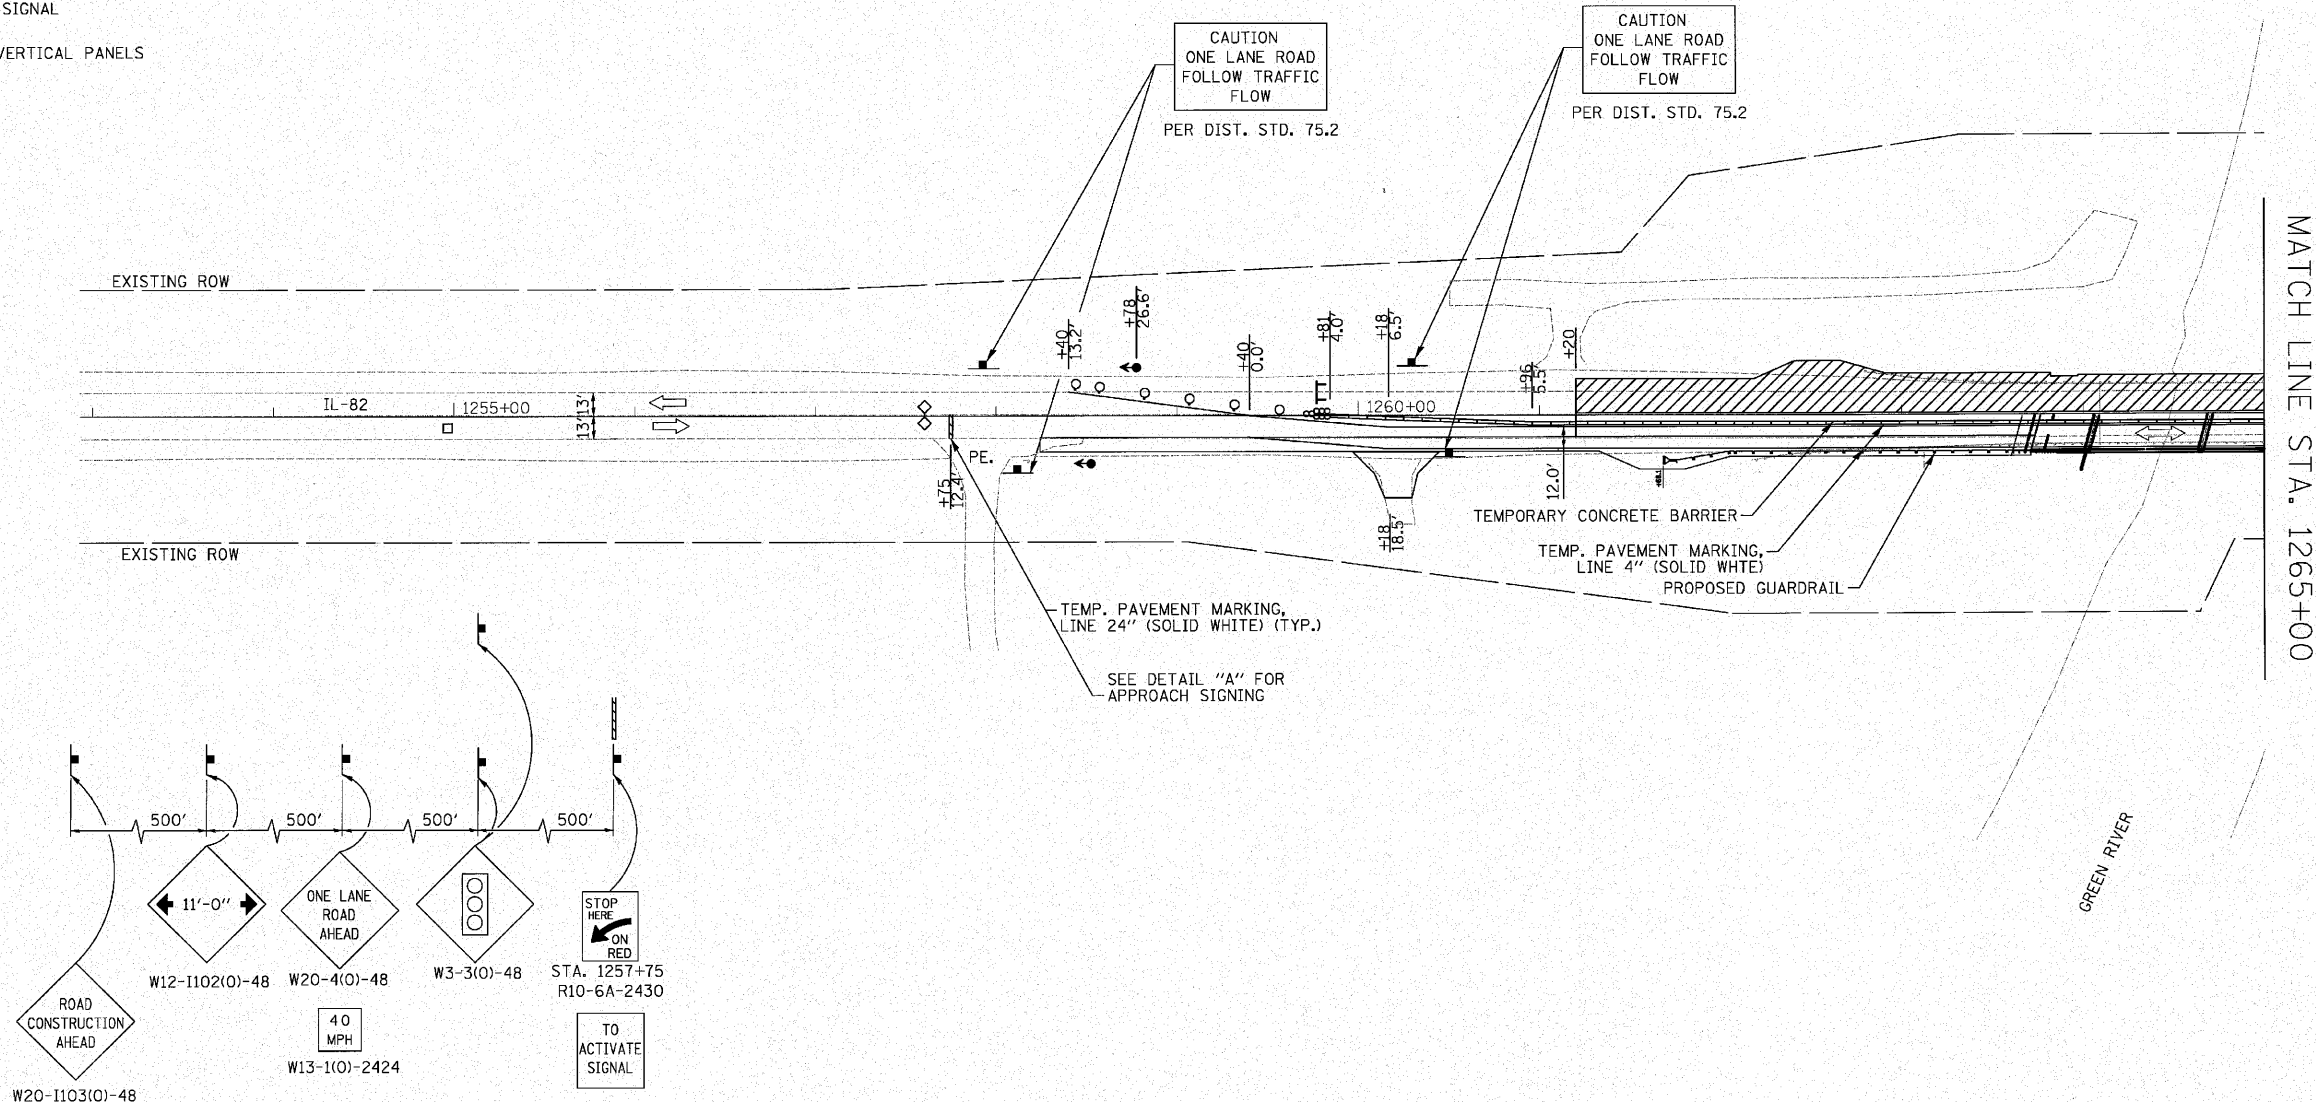 SIGNAL
VERTICAL PANELS
CAUTION
ONE LANE ROAD
FOLLOW TRAFFIC
FLOW
PER DIST. STD. 75.2
CAUTION
ONE LANE ROAD
FOLLOW TRAFFIC
FLOW
PER DIST. STD. 75.2
MATCH LINE STA. 1265+00
EXISTING ROW
+40
13.2'
+78
26.6'
+40
0.0'
+81
4.0'
+18
6.5'
+96
5.5'
+20
IL-82
1255+00
13'
13'
1260+00
PE.
+75
12.4'
12.0'
+18
18.5'
TEMPORARY CONCRETE BARRIER
TEMP. PAVEMENT MARKING,
LINE 4" (SOLID WHTE)
PROPOSED GUARDRAIL
EXISTING ROW
TEMP. PAVEMENT MARKING,
LINE 24" (SOLID WHITE) (TYP.)
SEE DETAIL "A" FOR
APPROACH SIGNING
GREEN RIVER
500'
500'
500'
500'
11'-0"
W12-I102(O)-48
ONE LANE
ROAD
AHEAD
W20-4(O)-48
40
MPH
W13-1(O)-2424
W3-3(O)-48
STOP
HERE
ON
RED
STA. 1257+75
R10-6A-2430
TO
ACTIVATE
SIGNAL
ROAD
CONSTRUCTION
AHEAD
W20-I103(O)-48